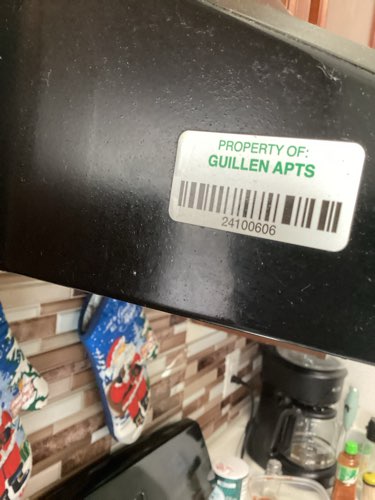 PROPERTY OF:
GUILLEN APTS
24100606